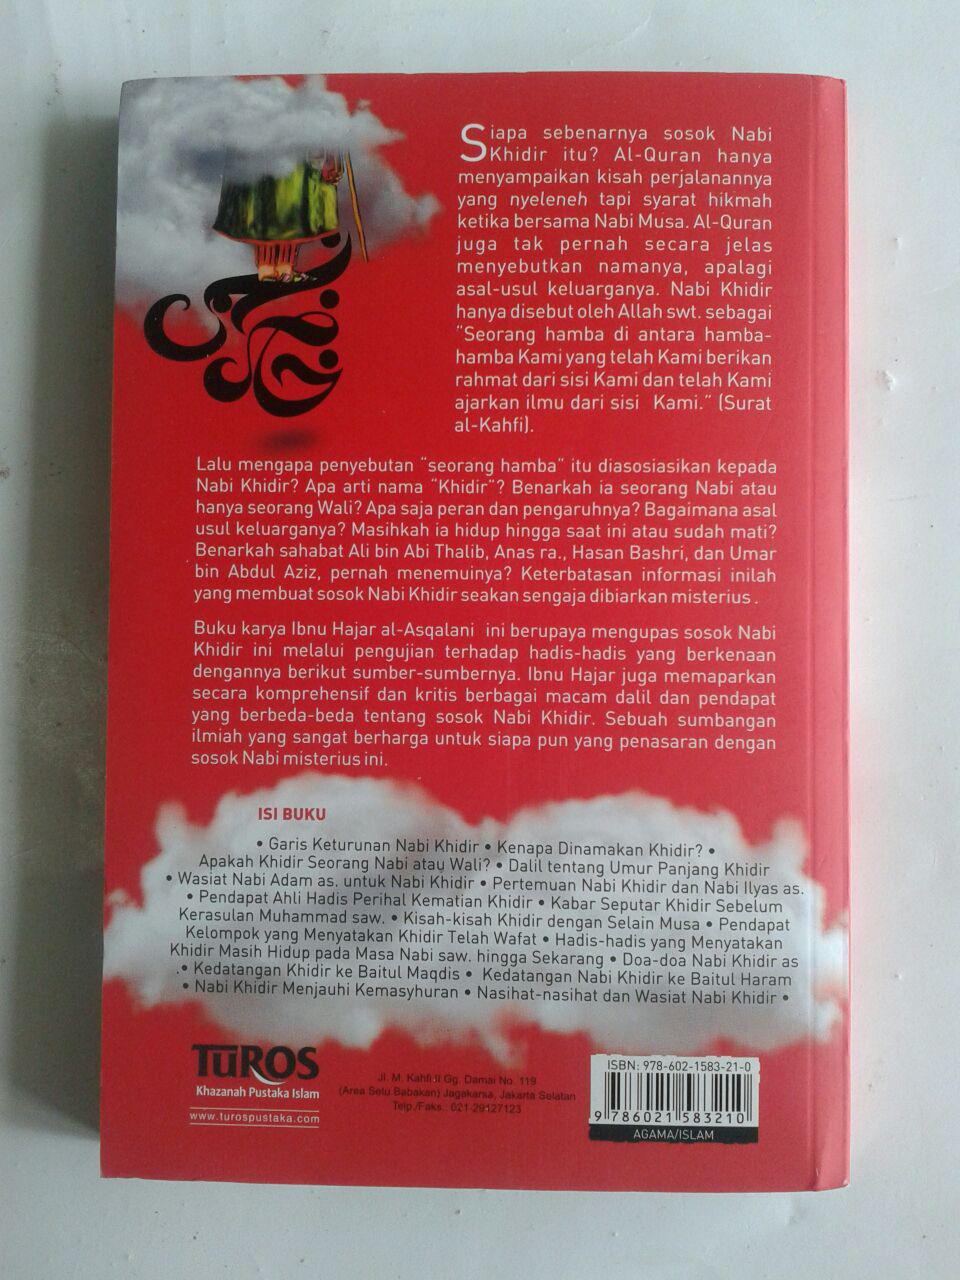 Siapa sebenarnya sosok Nabi
Khidir itu? Al-Quran hanya
menyampaikan kisah perjalanannya
yang nyeleneh tapi syarat hikmah
ketika bersama Nabi Musa. Al-Quran
juga tak pernah secara jelas
menyebutkan namanya, apalagi
asal-usul keluarganya. Nabi Khidir
hanya disebut oleh Allah swt. sebagai
"Seorang hamba di antara hamba-
hamba Kami yang telah Kami berikan
rahmat dari sisi Kami dan telah Kami
ajarkan ilmu dari sisi Kami." (Surat
al-Kahfi).
Lalu mengapa penyebutan "seorang hamba" itu diasosiasikan kepada
Nabi Khidir? Apa arti nama "Khidir"? Benarkah ia seorang Nabi atau
hanya seorang Wali? Apa saja peran dan pengaruhnya? Bagaimana asal
usul keluarganya? Masihkah ia hidup hingga saat ini atau sudah mati?
Benarkah sahabat Ali bin Abi Thalib, Anas ra., Hasan Bashri, dan Umar
bin Abdul Aziz, pernah menemuinya? Keterbatasan informasi inilah
yang membuat sosok Nabi Khidir seakan sengaja dibiarkan misterius .
Buku karya Ibnu Hajar al-Asqalani ini berupaya mengupas sosok Nabi
Khidir ini melalui pengujian terhadap hadis-hadis yang berkenaan
dengannya berikut sumber-sumbernya. Ibnu Hajar juga memaparkan
secara komprehensif dan kritis berbagai macam dalil dan pendapat
yang berbeda-beda tentang sosok Nabi Khidir. Sebuah sumbangan
ilmiah yang sangat berharga untuk siapa pun yang penasaran dengan
sosok Nabi misterius ini.
ISI BUKU
• Garis Keturunan Nabi Khidir • Kenapa Dinamakan Khidir? •
Apakah Khidir Seorang Nabi atau Wali? • Dalil tentang Umur Panjang Khidir
• Wasiat Nabi Adam as. untuk Nabi Khidir • Pertemuan Nabi Khidir dan Nabi Ilyas as.
• Pendapat Ahli Hadis Perihal Kematian Khidir • Kabar Seputar Khidir Sebelum
Kerasulan Muhammad saw. • Kisah-kisah Khidir dengan Selain Musa • Pendapat
Kelompok yang Menyatakan Khidir Telah Wafat • Hadis-hadis yang Menyatakan
Khidir Masih Hidup pada Masa Nabi saw. hingga Sekarang • Doa-doa Nabi Khidir as
.• Kedatangan Khidir ke Baitul Maqdis • Kedatangan Nabi Khidir ke Baitul Haram
• Nabi Khidir Menjauhi Kemasyhuran • Nasihat-nasihat dan Wasiat Nabi Khidir •
TUROS
Khazanah Pustaka Islam
www.turospustaka.com
Jl. M. Kahfi II Gg. Damai No. 119
(Area Setu Babakan) Jagakarsa, Jakarta Selatan
Telp./Faks. 021-29127123
ISBN: 978-602-1583-21-0
9 786021 583210
AGAMA/ISLAM